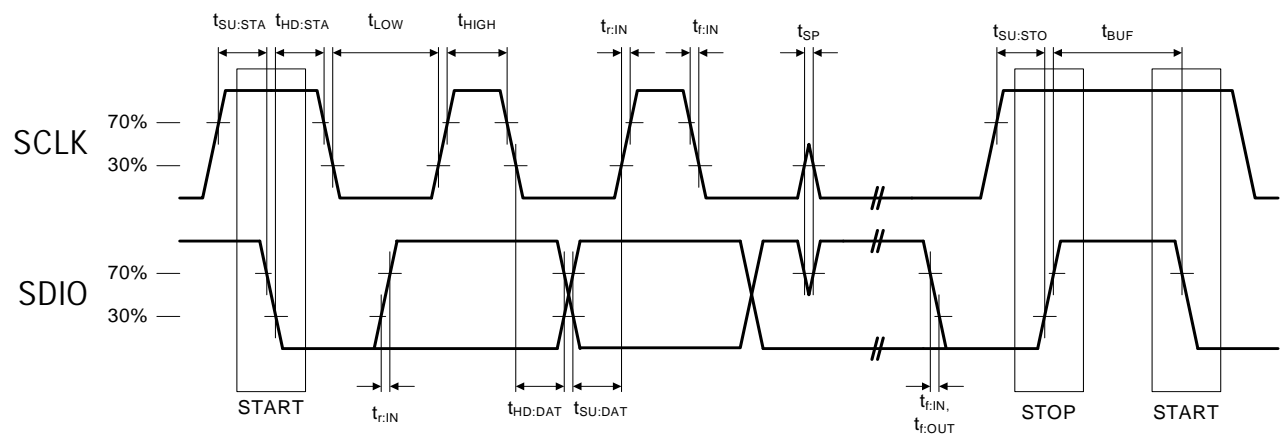 tSU:STA tHD:STA tLOW tHIGH tr:IN tf:IN tSP tSU:STO tBUF
SCLK
70%
30%
SDIO
70%
30%
START
tr:IN
tHD:DAT tSU:DAT
tf:IN,
tf:OUT
STOP
START